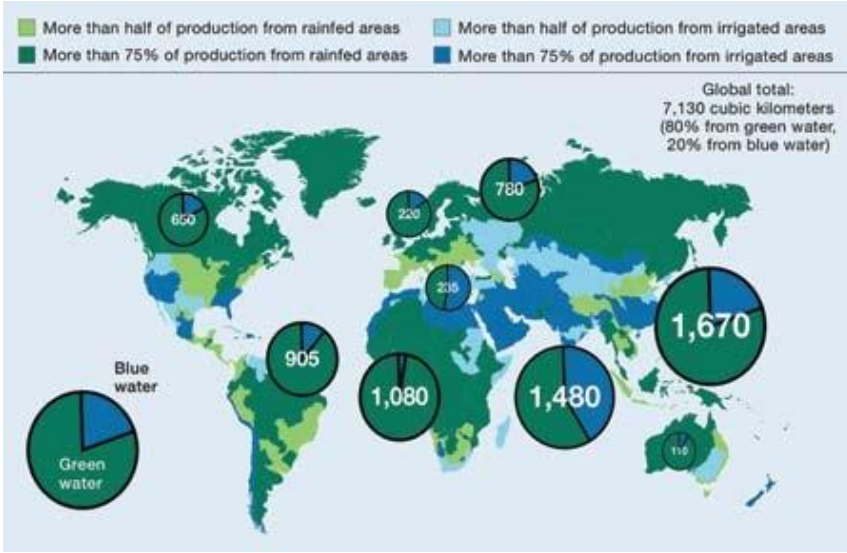 More than half of production from rainfed areas
More than 75% of production from rainfed areas
More than half of production from irrigated areas
More than 75% of production from irrigated areas
Global total:
7,130 cubic kilometers
(80% from green water,
20% from blue water)
780
650
220
235
1,670
905
1,080
1,480
110
Blue
water
Green
water